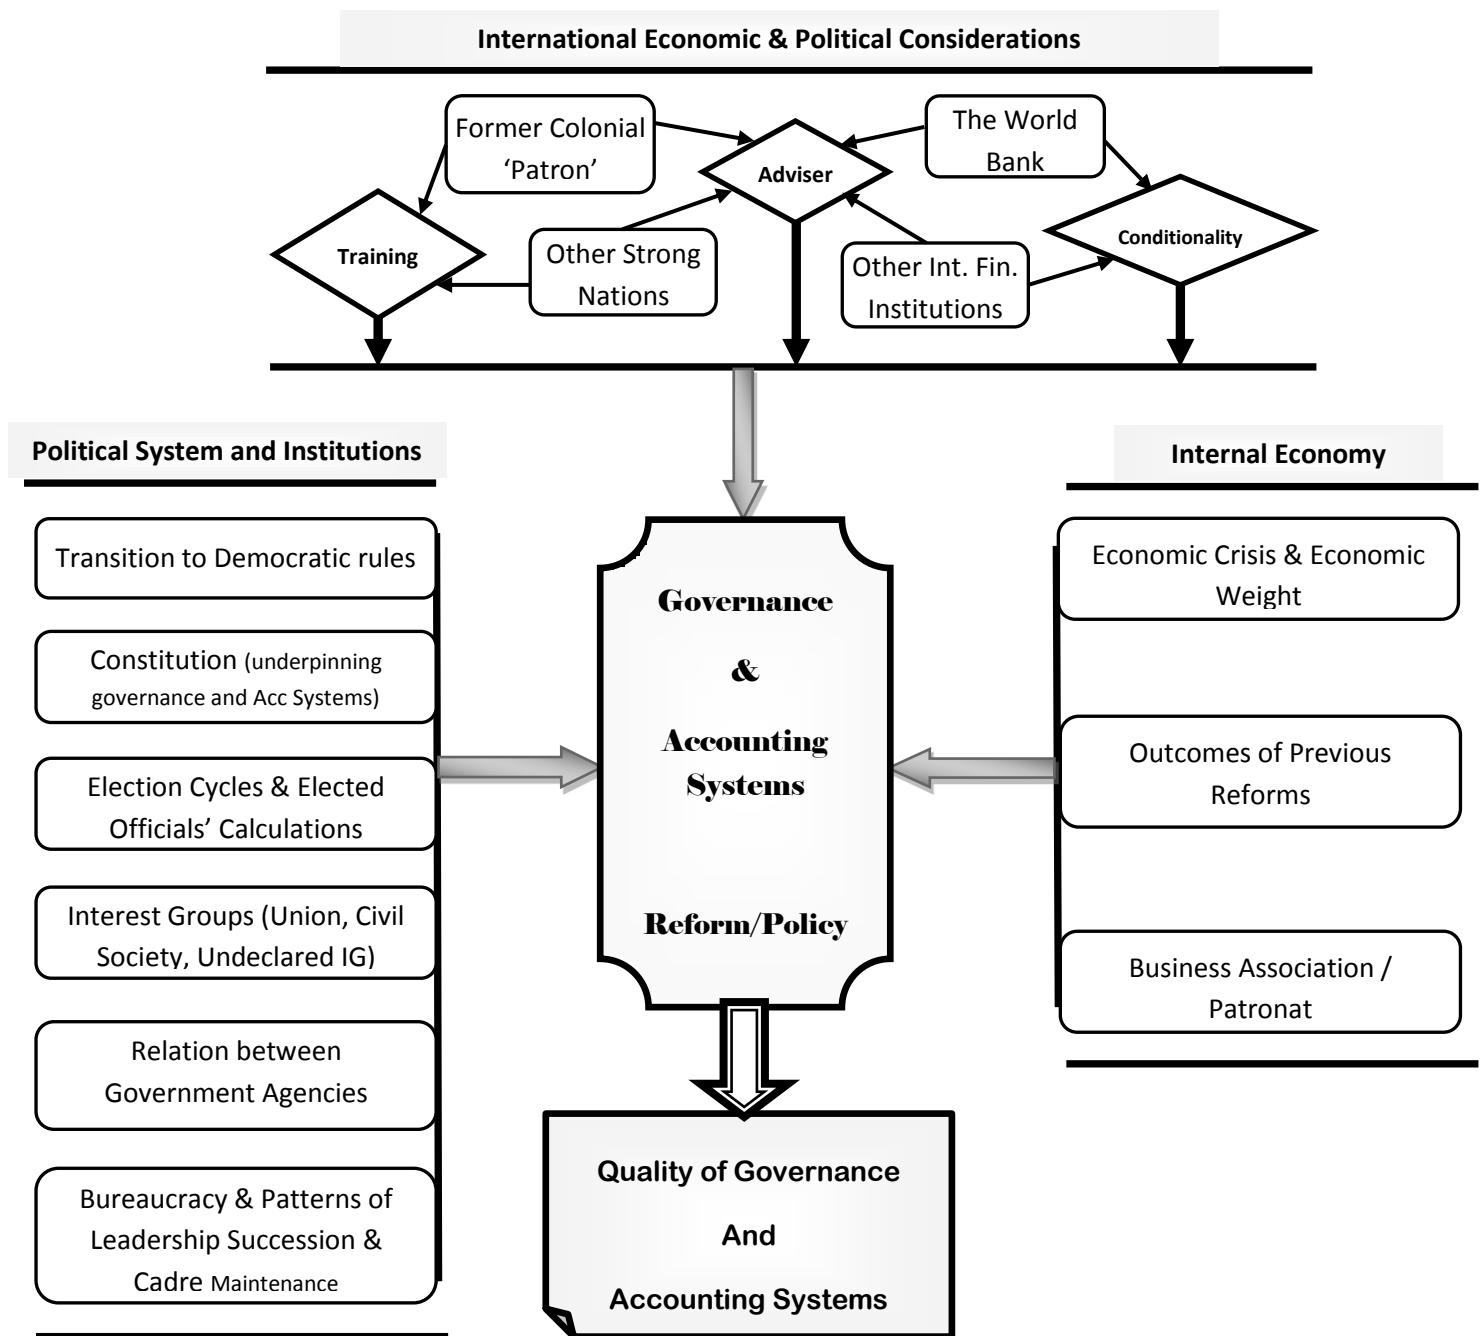 International Economic & Political Considerations
Former Colonial
‘Patron’
The World
Bank
Adviser
Training
Other Strong
Nations
Other Int. Fin.
Institutions
Conditionality
Political System and Institutions
Transition to Democratic rules
Constitution (underpinning
governance and Acc Systems)
Election Cycles & Elected
Officials’ Calculations
Interest Groups (Union, Civil
Society, Undeclared IG)
Relation between
Government Agencies
Bureaucracy & Patterns of
Leadership Succession &
Cadre Maintenance
Governance
&
Accounting
Systems
Reform/Policy
Internal Economy
Economic Crisis & Economic
Weight
Outcomes of Previous
Reforms
Business Association /
Patronat
Quality of Governance
And
Accounting Systems